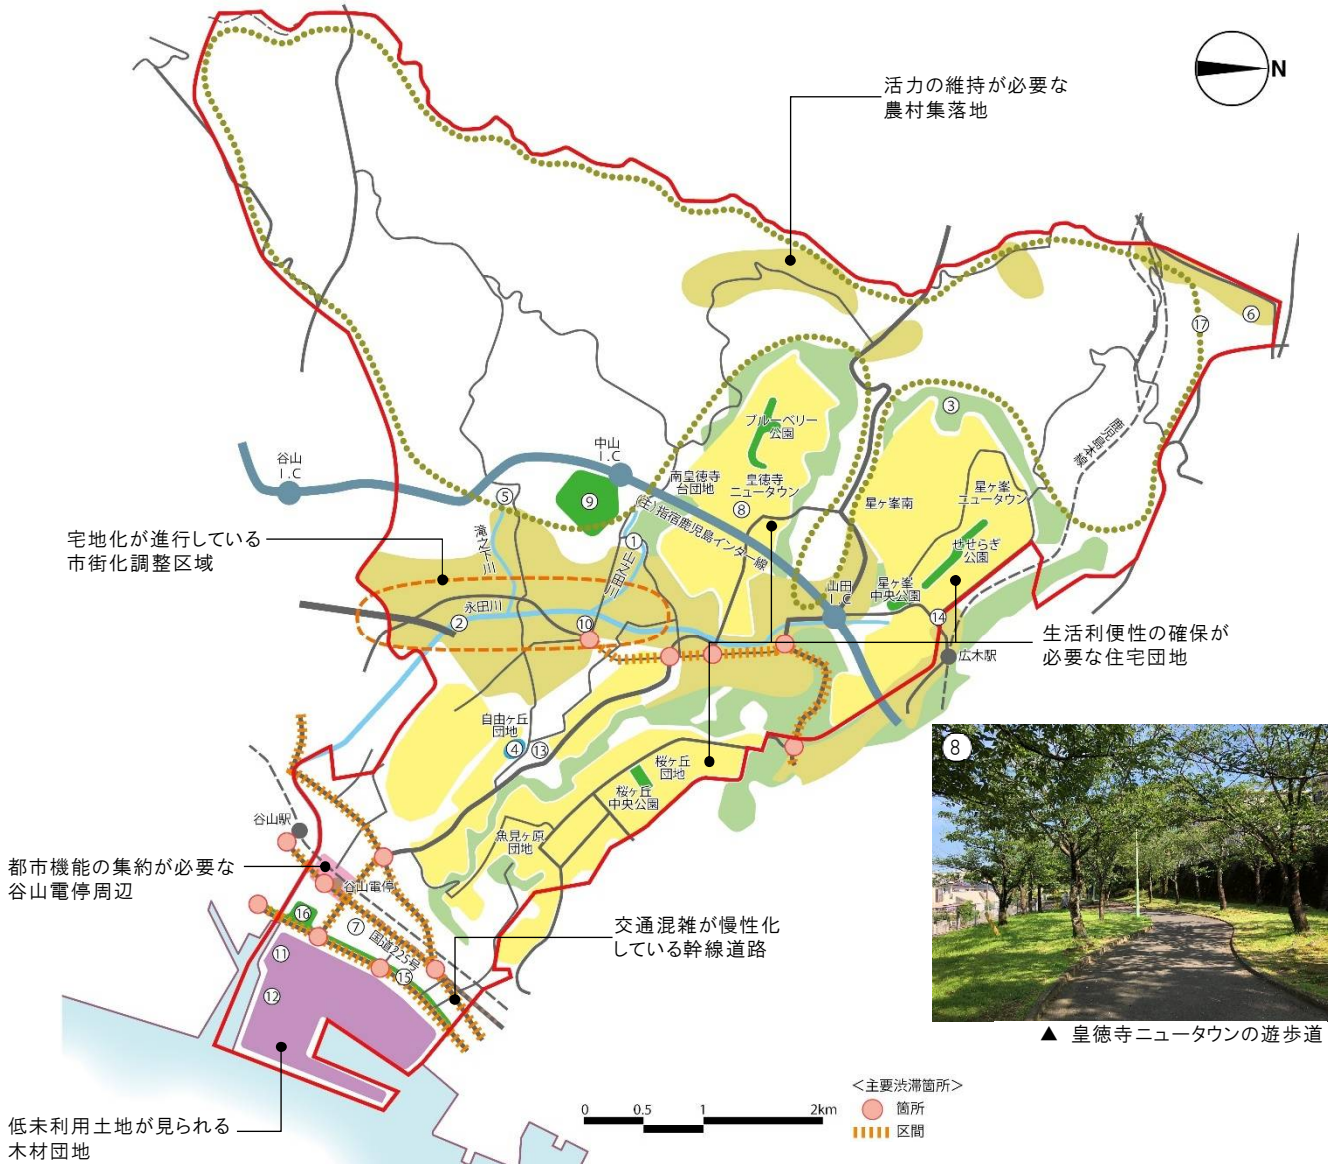 N
活力の維持が必要な
農村集落地
⑥
⑰
③
鹿児島本線
ブルーベリー
公園
谷山
I.C
中山
I.C
南皇徳寺
台団地
皇徳寺
ニュータウン
⑧
星ヶ峯南
星ヶ峯
ニュータウン
⑤
⑨
(主)指宿鹿児島インター線
宅地化が進行している
市街化調整区域
滝之下川
①
せせらぎ
公園
星ヶ峯
中央公園
山田
I.C
永田川
②
⑩
⑭
生活利便性の確保が
必要な住宅団地
広木駅
自由ヶ丘
団地
④
⑬
桜ヶ丘
団地
桜ヶ丘
中央公園
魚見ヶ原
団地
谷山駅
都市機能の集約が必要な
谷山電停周辺
谷山電停
⑯
⑦
国道225号
⑪
⑮
⑫
交通混雑が慢性化
している幹線道路
⑧
▲ 皇徳寺ニュータウンの遊歩道
低未利用土地が見られる
木材団地
0 0.5 1 2km
<主要渋滞箇所>
箇所
区間